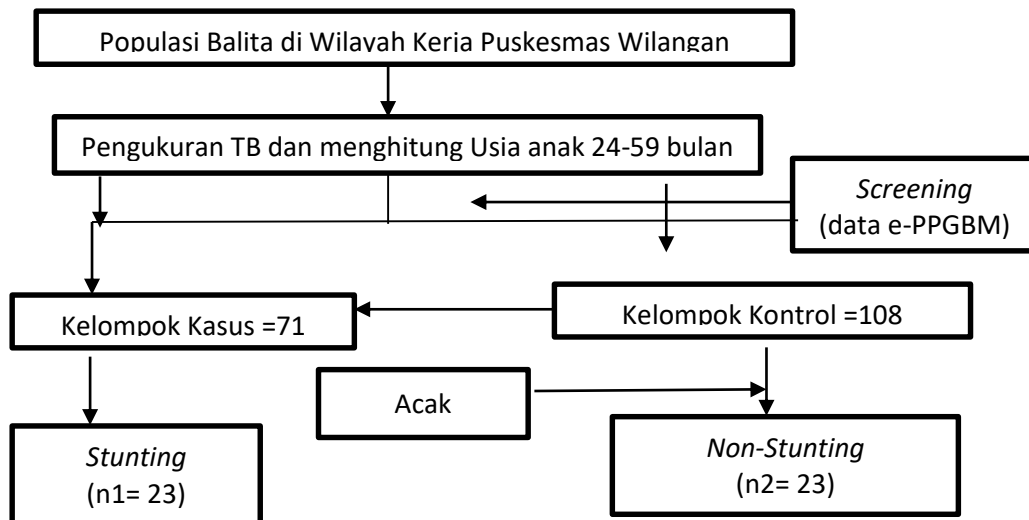 Populasi Balita di Wilayah Kerja Puskesmas Wilangan
Pengukuran TB dan menghitung Usia anak 24-59 bulan
Screening
(data e-PPGBM)
Kelompok Kasus =71
Kelompok Kontrol =108
Acak
Stunting
(n1= 23)
Non-Stunting
(n2= 23)